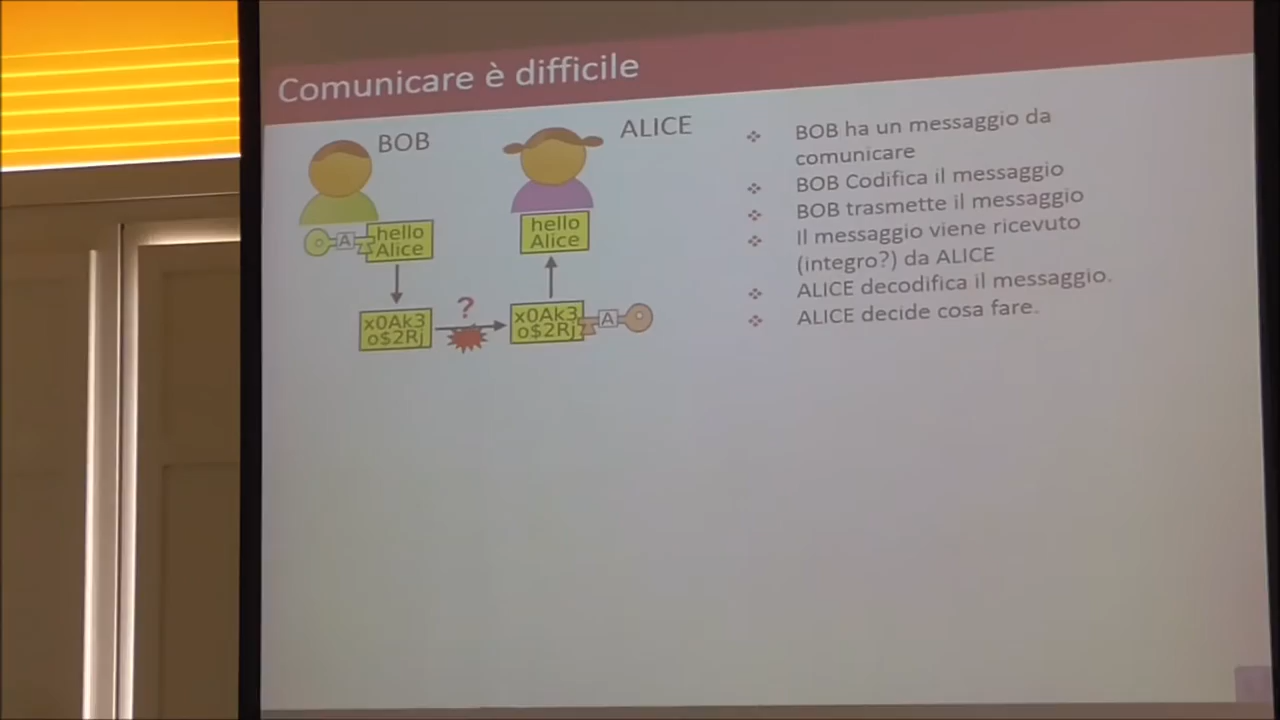 Comunicare è difficile
BOB
ALICE
A
hello
Alice
hello
Alice
x0Ak3
o$2Rj
?
x0Ak3
o$2Rj
A
BOB ha un messaggio da
comunicare
BOB Codifica il messaggio
BOB trasmette il messaggio
Il messaggio viene ricevuto
(integro?) da ALICE
ALICE decodifica il messaggio.
ALICE decide cosa fare.